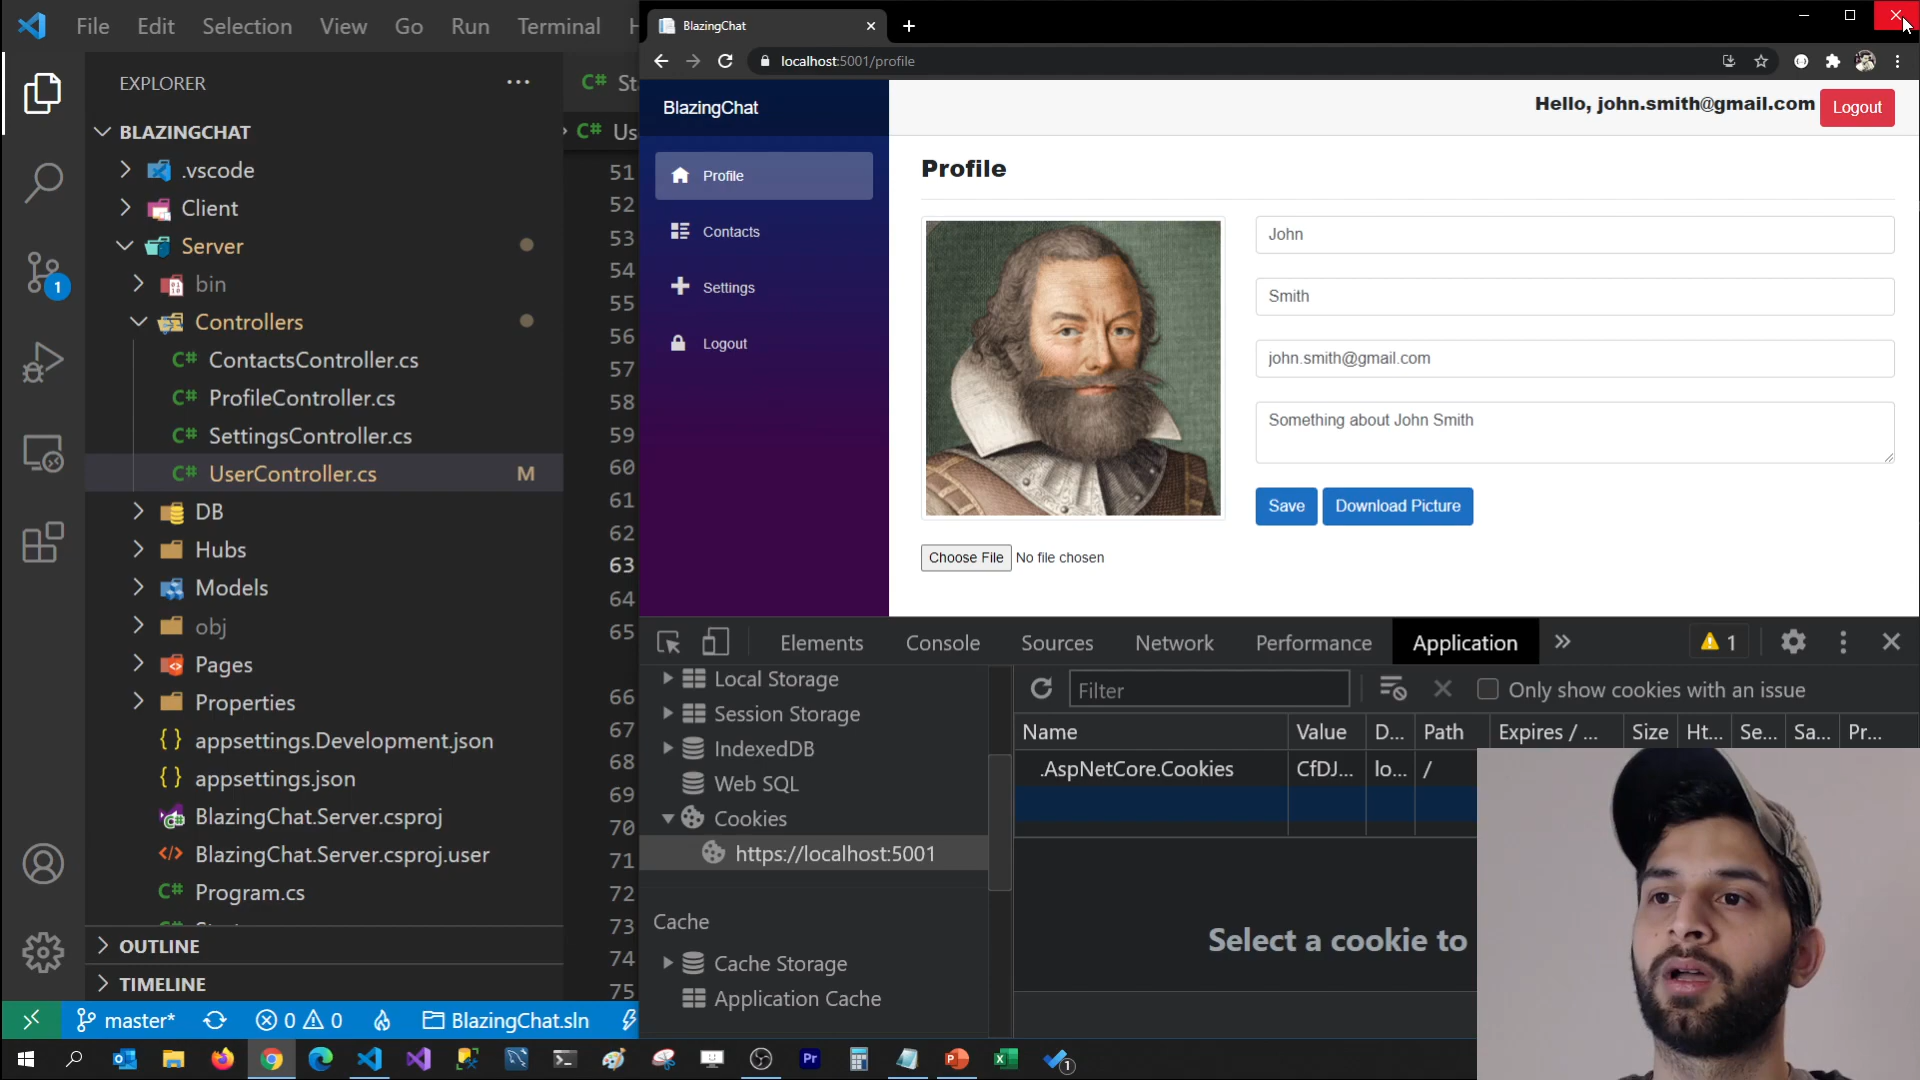 File Edit Selection View Go Run Terminal
EXPLORER
BLAZINGCHAT
.vscode
Client
Server
bin
Controllers
ContactsController.cs
ProfileController.cs
SettingsController.cs
UserController.cs M
DB
Hubs
Models
obj
Pages
Properties
appsettings.Development.json
appsettings.json
BlazingChat.Server.csproj
BlazingChat.Server.csproj.user
Program.cs
OUTLINE
TIMELINE
1
master*
0 0
BlazingChat.sln
C# St
C# Us
51
52
53
54
55
56
57
58
59
60
61
62
63
64
65
66
67
68
69
70
71
72
73
74
75
BlazingChat
localhost:5001/profile
BlazingChat
Hello, john.smith@gmail.com Logout
Profile
Contacts
Settings
Logout
Profile
John
Smith
john.smith@gmail.com
Something about John Smith
Save Download Picture
Choose File No file chosen
Elements Console Sources Network Performance Application 1
Local Storage
Session Storage
IndexedDB
Web SQL
Cookies
https://localhost:5001
Cache
Cache Storage
Application Cache
Filter Only show cookies with an issue
Name Value D... Path Expires / ... Size Ht... Se... Sa... Pr...
.AspNetCore.Cookies CfDJ... lo... /
Select a cookie to
Pr
1